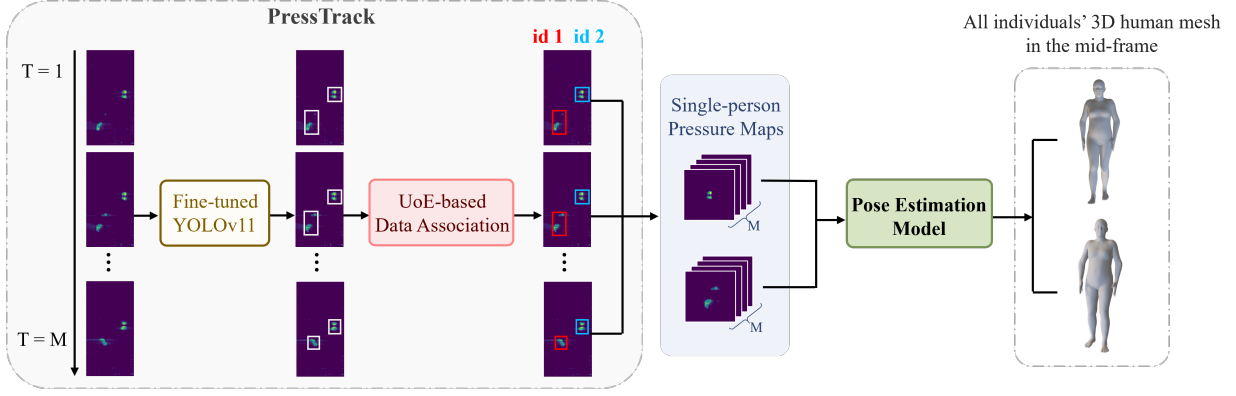 PressTrack
id 1 id 2
T = 1
T = M
Fine-tuned
YOLOv11
UoE-based
Data Association
Single-person
Pressure Maps
M
M
Pose Estimation
Model
All individuals’ 3D human mesh
in the mid-frame